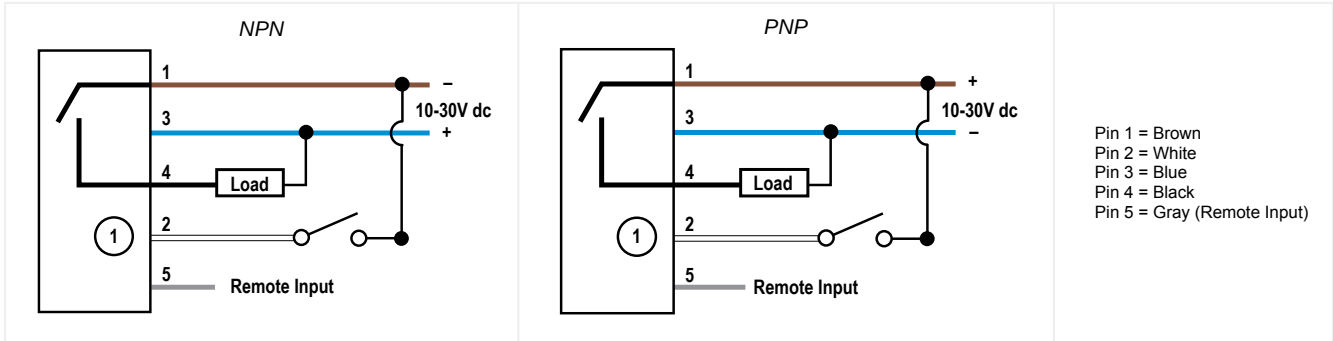 NPN
1
–
10-30V dc
3
+
4
Load
1
2
5
Remote Input
PNP
1
+
10-30V dc
3
–
4
Load
1
2
5
Remote Input
Pin 1 = Brown
Pin 2 = White
Pin 3 = Blue
Pin 4 = Black
Pin 5 = Gray (Remote Input)